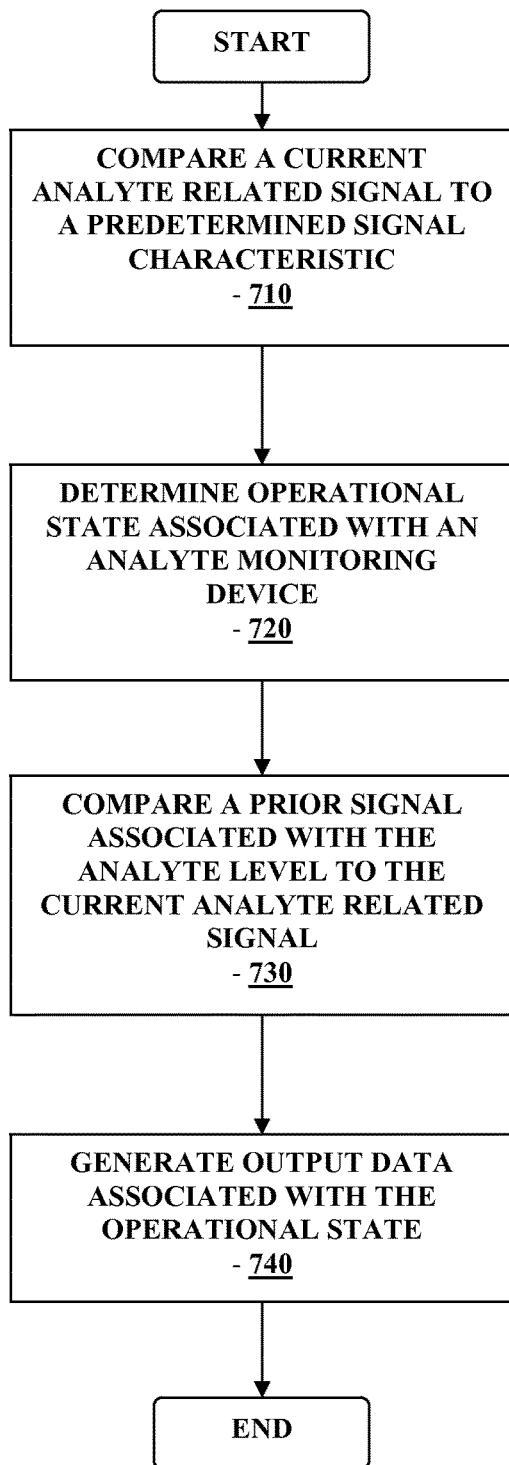 START
COMPARE A CURRENT
ANALYTE RELATED SIGNAL TO
A PREDETERMINED SIGNAL
CHARACTERISTIC
- 710
DETERMINE OPERATIONAL
STATE ASSOCIATED WITH AN
ANALYTE MONITORING
DEVICE
- 720
COMPARE A PRIOR SIGNAL
ASSOCIATED WITH THE
ANALYTE LEVEL TO THE
CURRENT ANALYTE RELATED
SIGNAL
- 730
GENERATE OUTPUT DATA
ASSOCIATED WITH THE
OPERATIONAL STATE
- 740
END